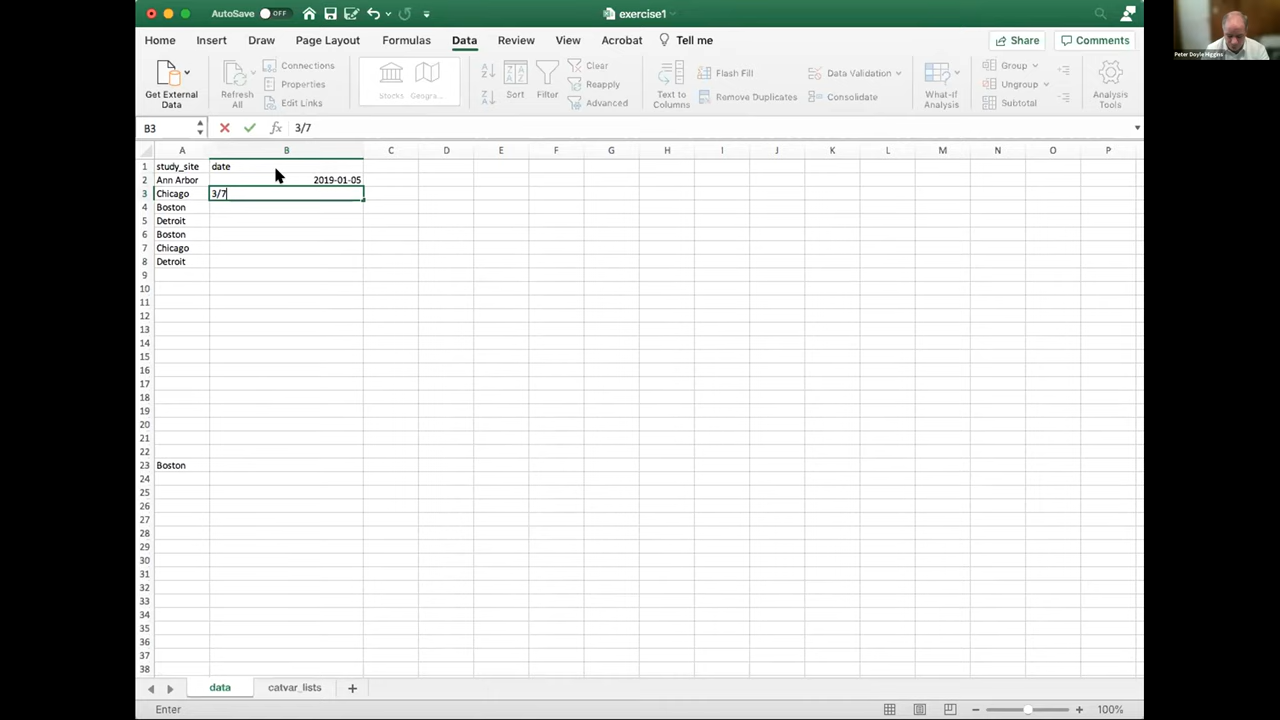 AutoSave OFF
exercise1
Home Insert Draw Page Layout Formulas Data Review View Acrobat Tell me
Share Comments
Get External Data
Refresh All
Connections
Properties
Edit Links
Stocks Geogra...
Sort
Filter
Clear
Reapply
Advanced
Text to Columns
Flash Fill
Remove Duplicates
Data Validation
Consolidate
What-If Analysis
Group
Ungroup
Subtotal
Analysis Tools
Peter Doyle Higgins
B3 fx 3/7
A B C D E F G H I J K L M N O P
1 study_site date
2 Ann Arbor 2019-01-05
3 Chicago 3/7
4 Boston
5 Detroit
6 Boston
7 Chicago
8 Detroit
9
10
11
12
13
14
15
16
17
18
19
20
21
22
23 Boston
24
25
26
27
28
29
30
31
32
33
34
35
36
37
38
data catvar_lists
Enter 100%